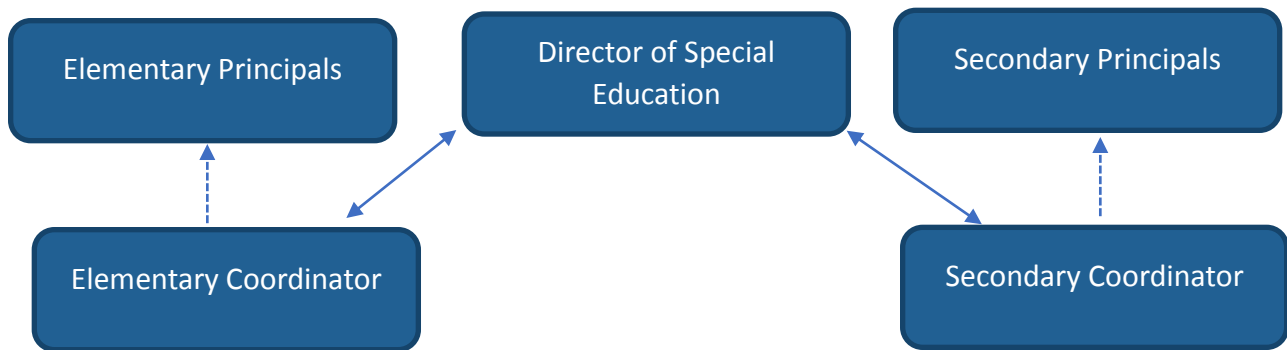 Elementary Principals
Director of Special
Education
Secondary Principals
Elementary Coordinator
Secondary Coordinator